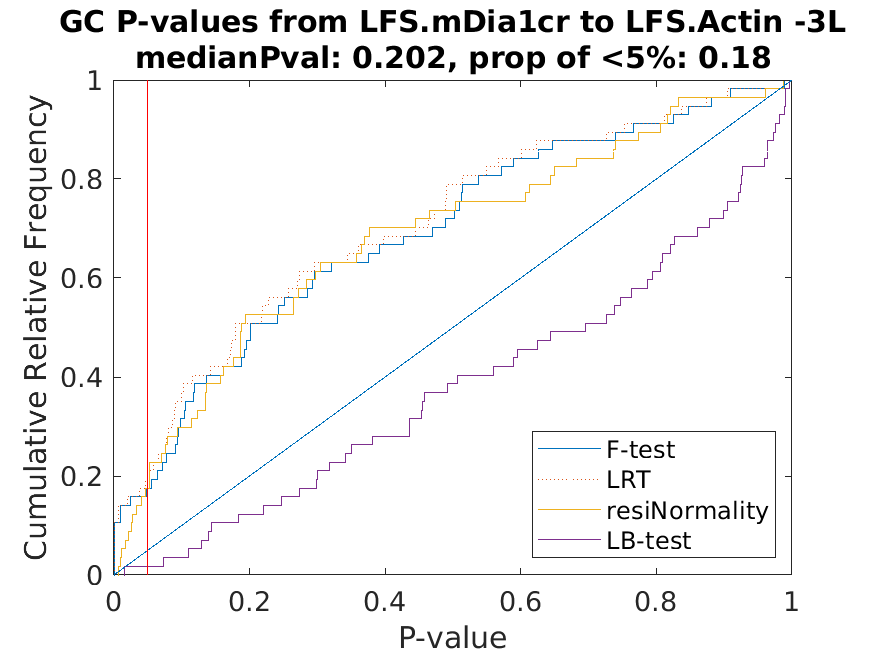 GC P-values from LFS.mDia1cr to LFS.Actin -3L
medianPval: 0.202, prop of <5%: 0.18
Cumulative Relative Frequency
1
0.8
0.6
0.4
0.2
0
F-test
LRT
resiNormality
LB-test
0 0.2 0.4 0.6 0.8 1
P-value